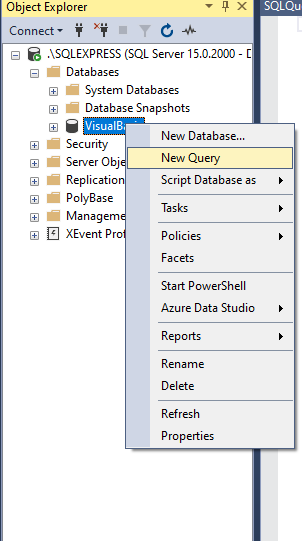 Object Explorer
SQLQu
Connect
.\SQLEXPRESS (SQL Server 15.0.2000 - D
Databases
System Databases
Database Snapshots
VisualBa
Security
Server Obje
Replication
PolyBase
Manageme
XEvent Prof
New Database...
New Query
Script Database as
Tasks
Policies
Facets
Start PowerShell
Azure Data Studio
Reports
Rename
Delete
Refresh
Properties